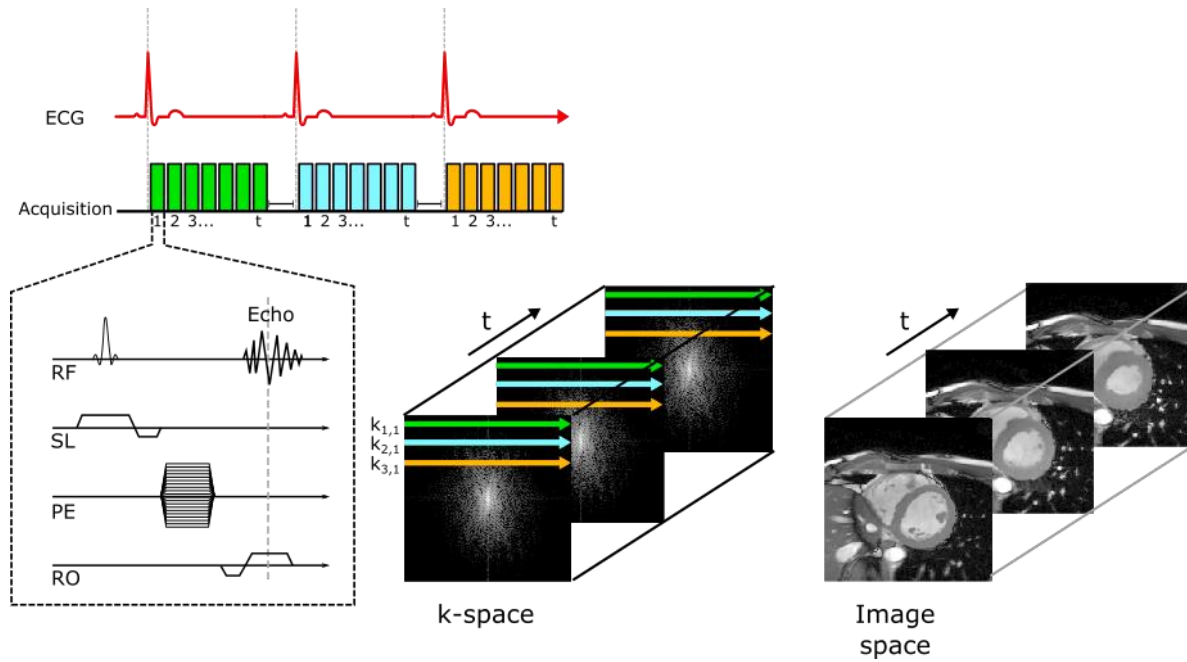 ECG
Acquisition
1 2 3... t 1 2 3... t 1 2 3... t
Echo
RF
SL
PE
RO
t
k1,1
k2,1
k3,1
k-space
t
Image
space